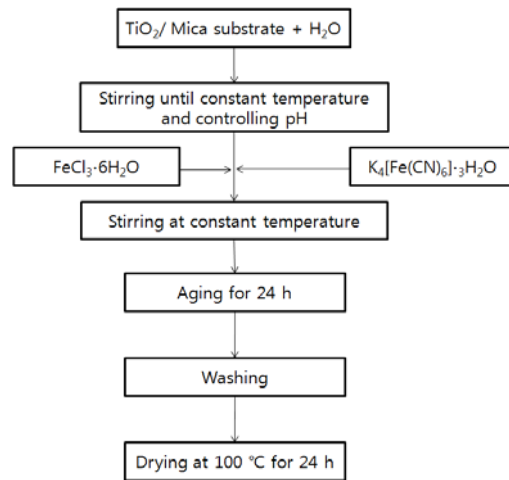 TiO₂/ Mica substrate + H₂O
Stirring until constant temperature
and controlling pH
FeCl₃·6H₂O
K₄[Fe(CN)₆]·₃H₂O
Stirring at constant temperature
Aging for 24 h
Washing
Drying at 100 ℃ for 24 h